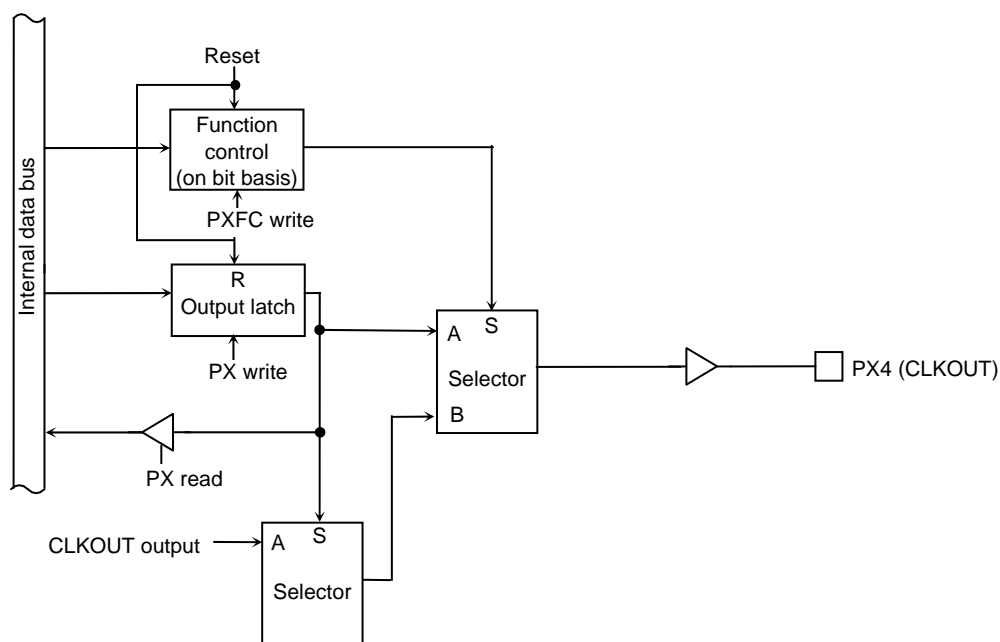 Reset
Internal data bus
Function
control
(on bit basis)
PXFC write
R
Output latch
PX write
A
S
Selector
B
PX4 (CLKOUT)
PX read
CLKOUT output
A
S
Selector